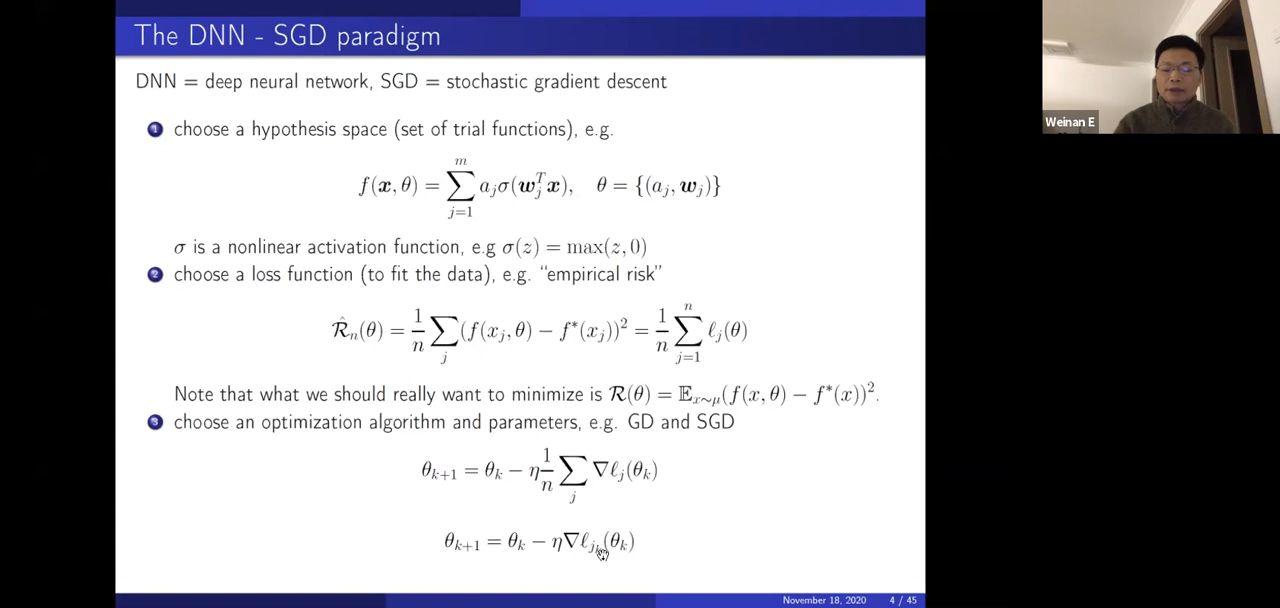 The DNN - SGD paradigm
DNN = deep neural network, SGD = stochastic gradient descent
1 choose a hypothesis space (set of trial functions), e.g.
f(𝒙, θ) = ∑_{j=1}^{m} a_j σ(𝒘_j^T 𝒙), θ = {(a_j, 𝒘_j)}
σ is a nonlinear activation function, e.g σ(z) = max(z, 0)
2 choose a loss function (to fit the data), e.g. "empirical risk"
R̂_n(θ) = 1/n ∑_j (f(x_j, θ) − f*(x_j))² = 1/n ∑_{j=1}^{n} ℓ_j(θ)
Note that what we should really want to minimize is R(θ) = 𝔼_{x∼μ}(f(x, θ) − f*(x))².
3 choose an optimization algorithm and parameters, e.g. GD and SGD
θ_{k+1} = θ_k − η 1/n ∑_j ∇ℓ_j(θ_k)
θ_{k+1} = θ_k − η∇ℓ_{j_k}(θ_k)
November 18, 2020 4 / 45
Weinan E